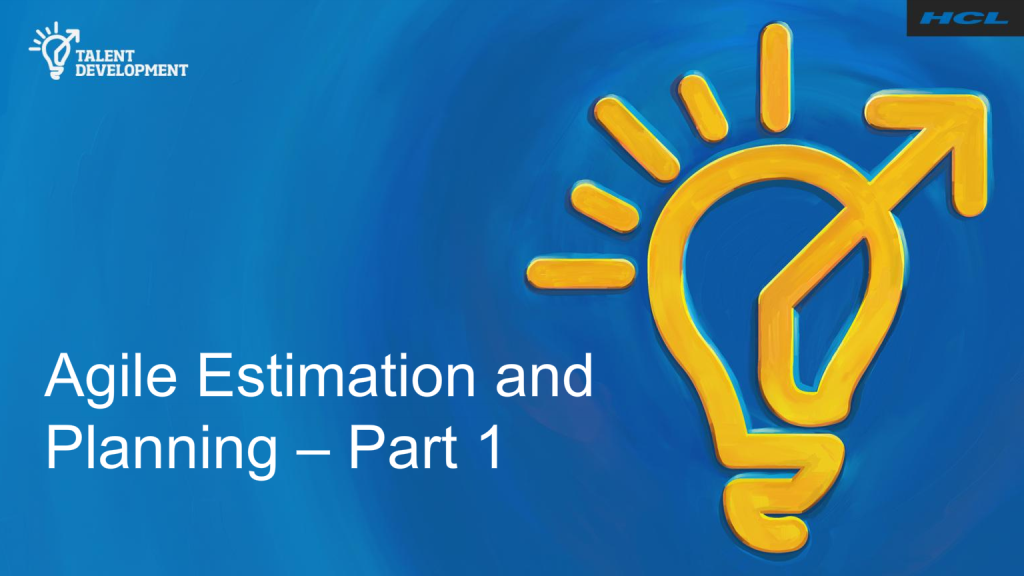 TALENT
DEVELOPMENT
HCL
Agile Estimation and
Planning – Part 1